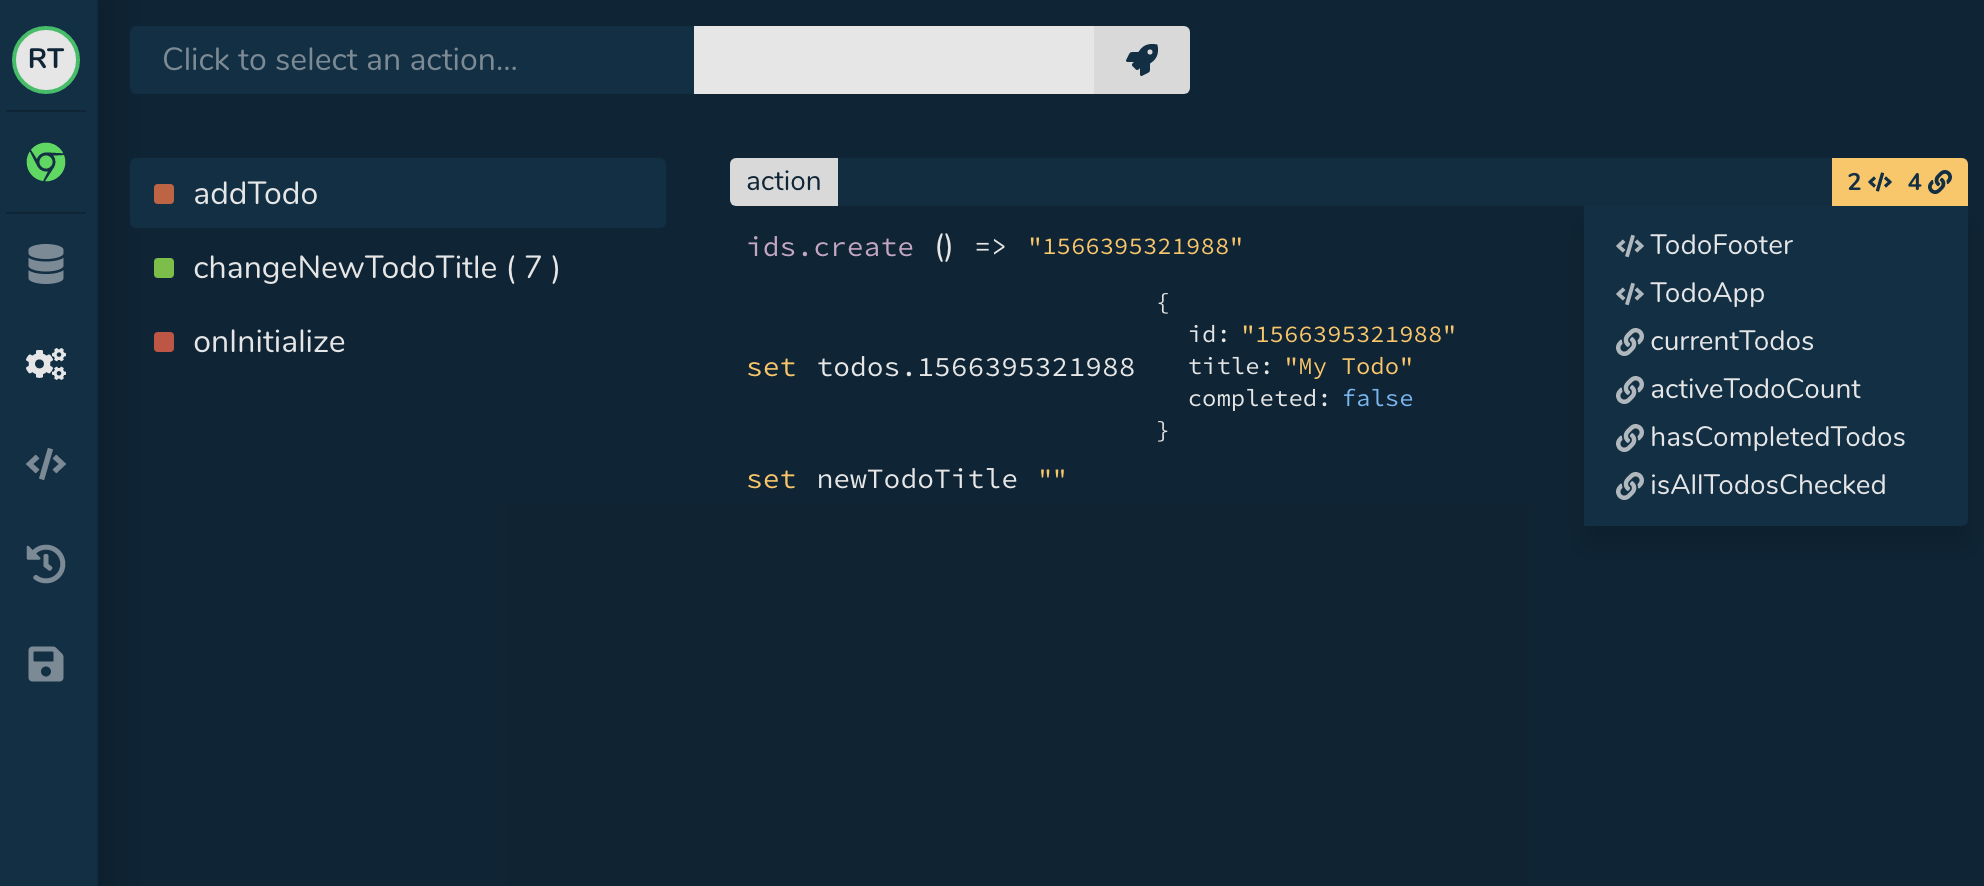 RT
Click to select an action...
addTodo
changeNewTodoTitle ( 7 )
onInitialize
action
2 4
ids.create () => "1566395321988"
set todos.1566395321988
{
id: "1566395321988"
title: "My Todo"
completed: false
}
set newTodoTitle ""
TodoFooter
TodoApp
currentTodos
activeTodoCount
hasCompletedTodos
isAllTodosChecked